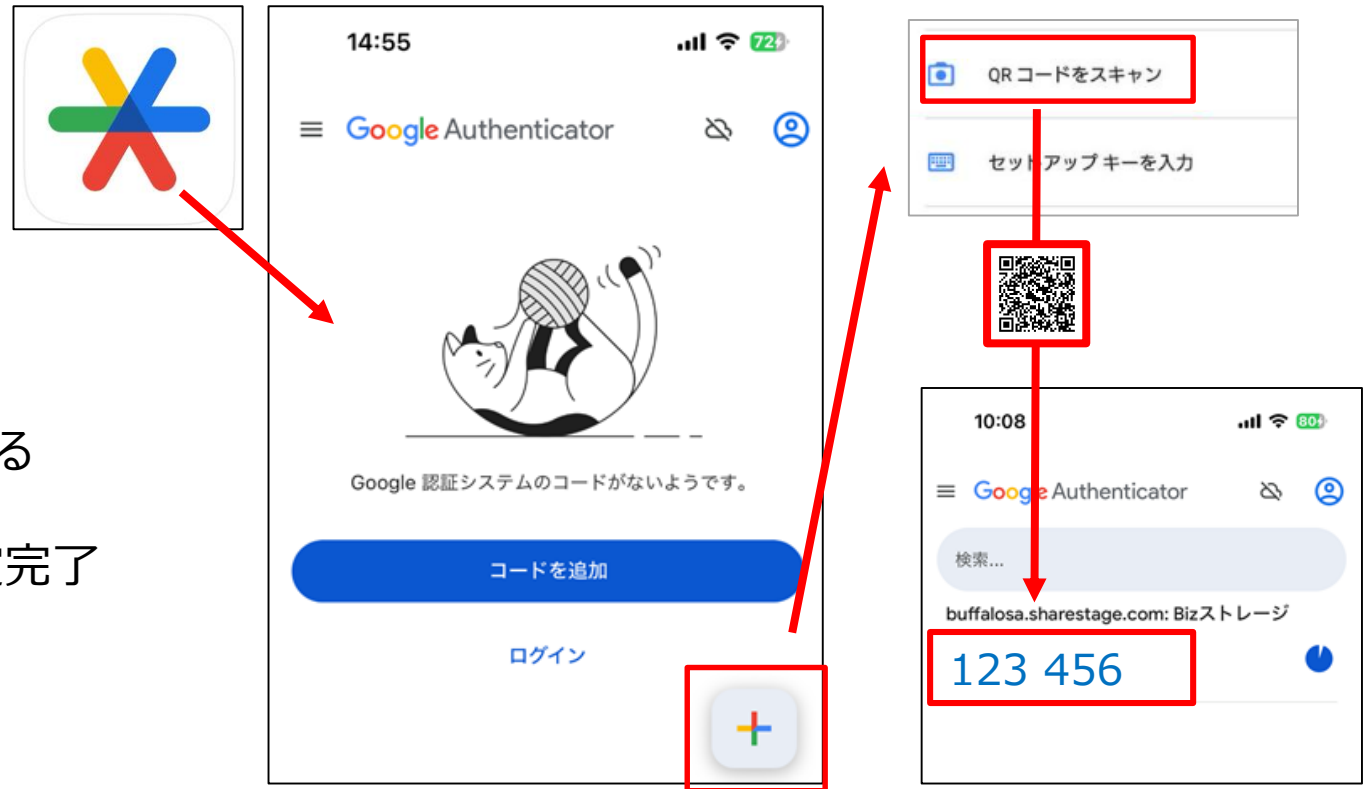 14:55
72
Google Authenticator
Google 認証システムのコードがないようです。
コードを追加
ログイン
る
完了
QR コードをスキャン
セットアップ キーを入力
10:08
80
Google Authenticator
検索...
buffalosa.sharestage.com: Bizストレージ
123 456